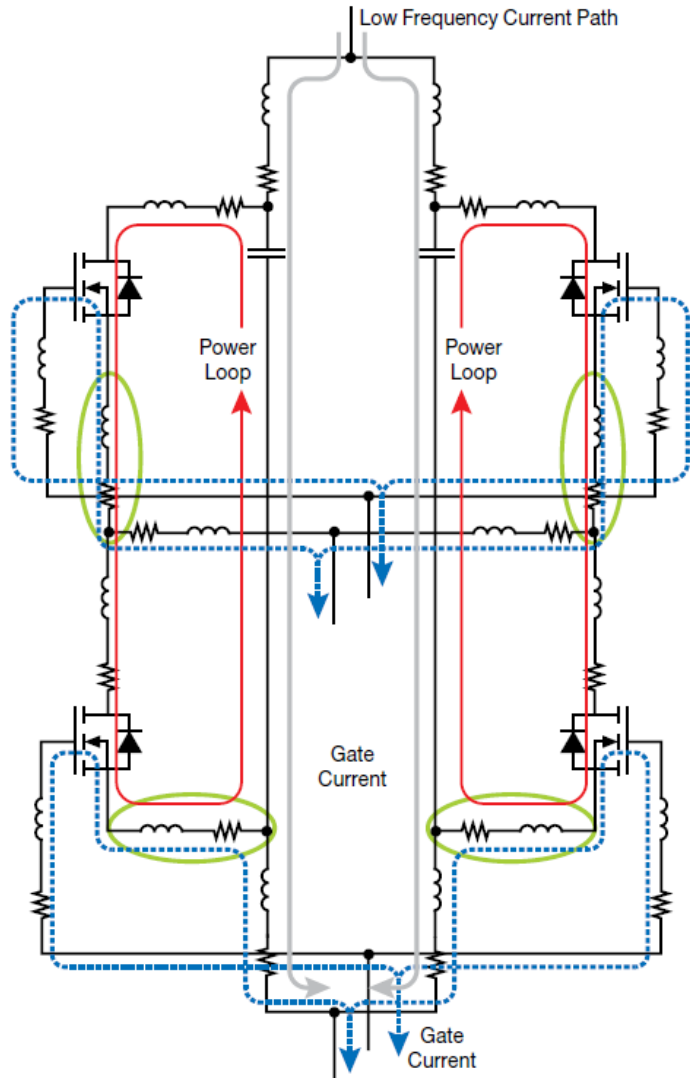 Low Frequency Current Path
Power
Loop
Power
Loop
Gate
Current
Gate
Current